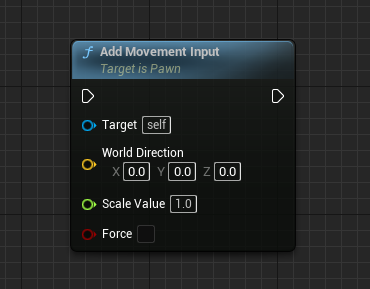 f Add Movement Input
Target is Pawn
Target self
World Direction
X 0.0 Y 0.0 Z 0.0
Scale Value 1.0
Force